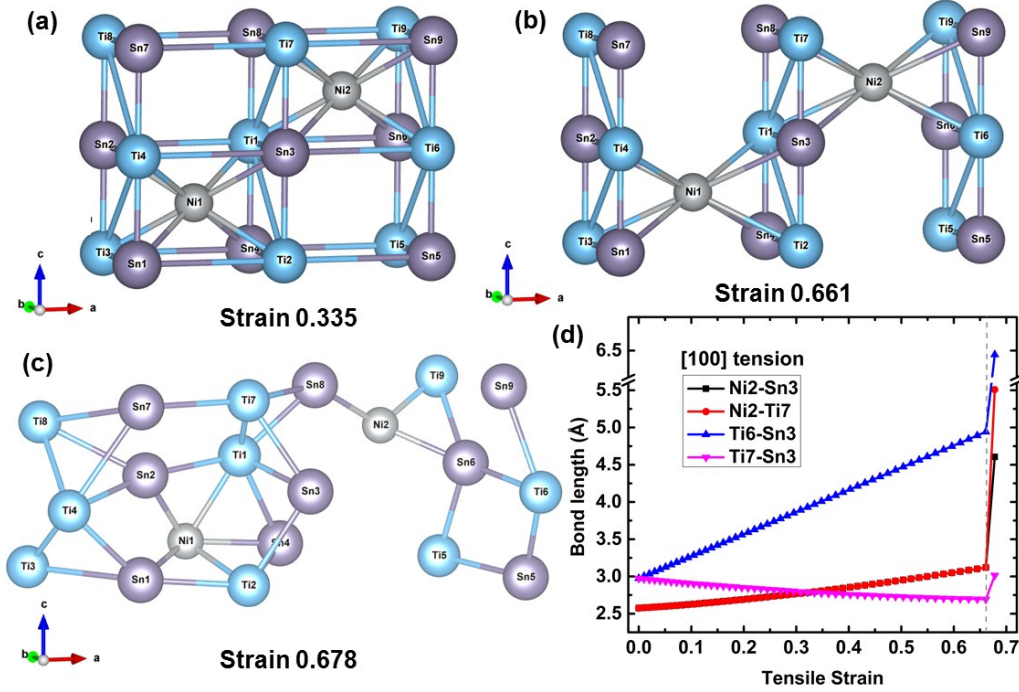 (a)
Ti8
Sn7
Sn8
Ti7
Ti9
Sn9
Ni2
Sn2
Ti4
Ti1
Sn3
Sn6
Ti6
Ni1
Ti3
Sn1
Sn4
Ti2
Ti5
Sn5
c
b
a
Strain 0.335
(b)
Ti8
Sn7
Sn8
Ti7
Ti9
Sn9
Ni2
Sn2
Ti4
Ti1
Sn3
Sn6
Ti6
Ni1
Ti3
Sn1
Sn4
Ti2
Ti5
Sn5
c
b
a
Strain 0.661
(c)
Ti8
Sn7
Ti7
Sn8
Ti9
Sn9
Ni2
Sn2
Ti1
Sn6
Ti4
Sn3
Ti6
Ni1
Sn4
Ti3
Sn1
Ti2
Ti5
Sn5
c
b
a
Strain 0.678
(d)
[100] tension
Ni2-Sn3
Ni2-Ti7
Ti6-Sn3
Ti7-Sn3
Bond length (Å)
6.5
5.5
5.0
4.5
4.0
3.5
3.0
2.5
0.0 0.1 0.2 0.3 0.4 0.5 0.6 0.7
Tensile Strain